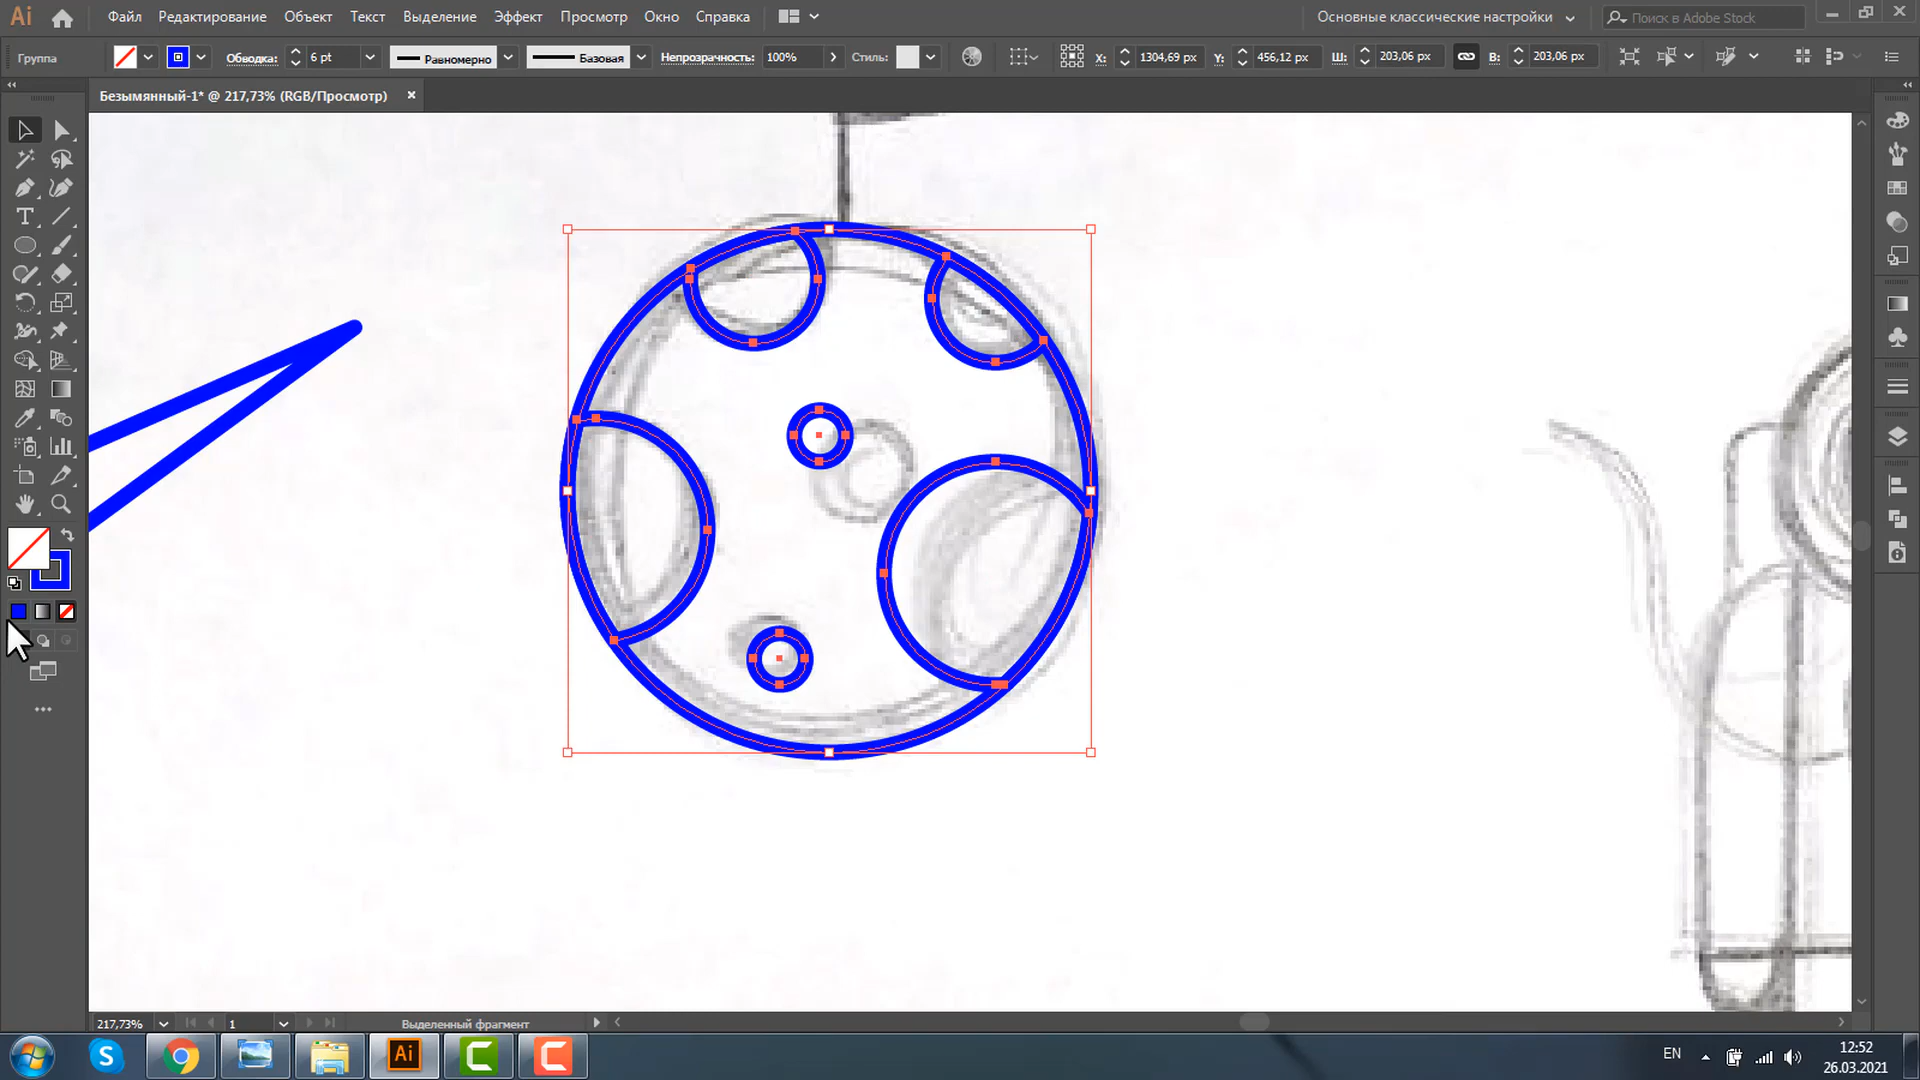 Ai Файл Редактирование Объект Текст Выделение Эффект Просмотр Окно Справка Основные классические настройки Поиск в Adobe Stock
Группа Обводка: 6 pt Равномерно Базовая Непрозрачность: 100% Стиль: X: 1304,69 px Y: 456,12 px Ш: 203,06 px В: 203,06 px
Безымянный-1* @ 217,73% (RGB/Просмотр) ×
T
217,73% 1 Выделенный фрагмент
S Ai C C EN 12:52
26.03.2021